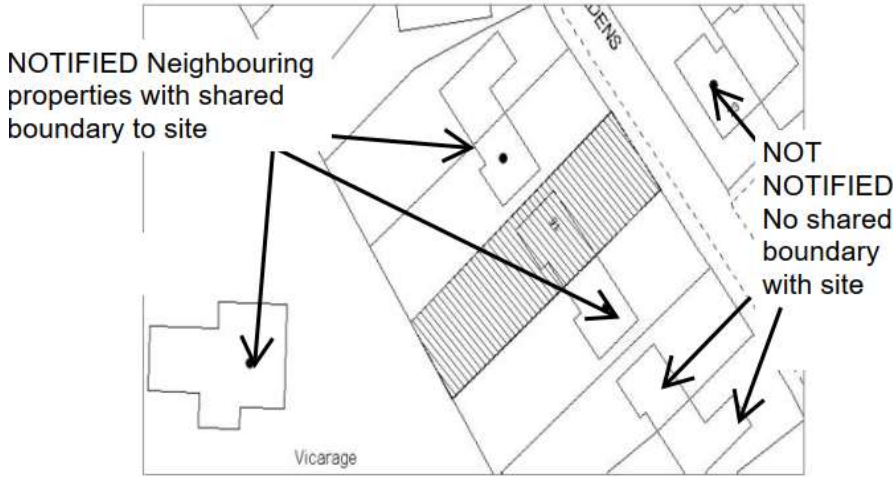 NOTIFIED Neighbouring
properties with shared
boundary to site
DENS
NOT
NOTIFIED
No shared
boundary
with site
Vicarage